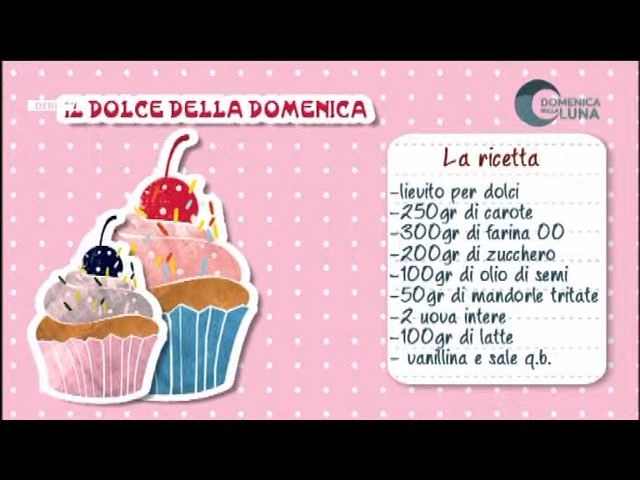 IL DOLCE DELLA DOMENICA
DOMENICA
LUNA
La ricetta
-lievito per dolci
-250gr di carote
-300gr di farina 00
-200gr di zucchero
-100gr di olio di semi
-50gr di mandorle tritate
-2 uova intere
-100gr di latte
- vanillina e sale q.b.